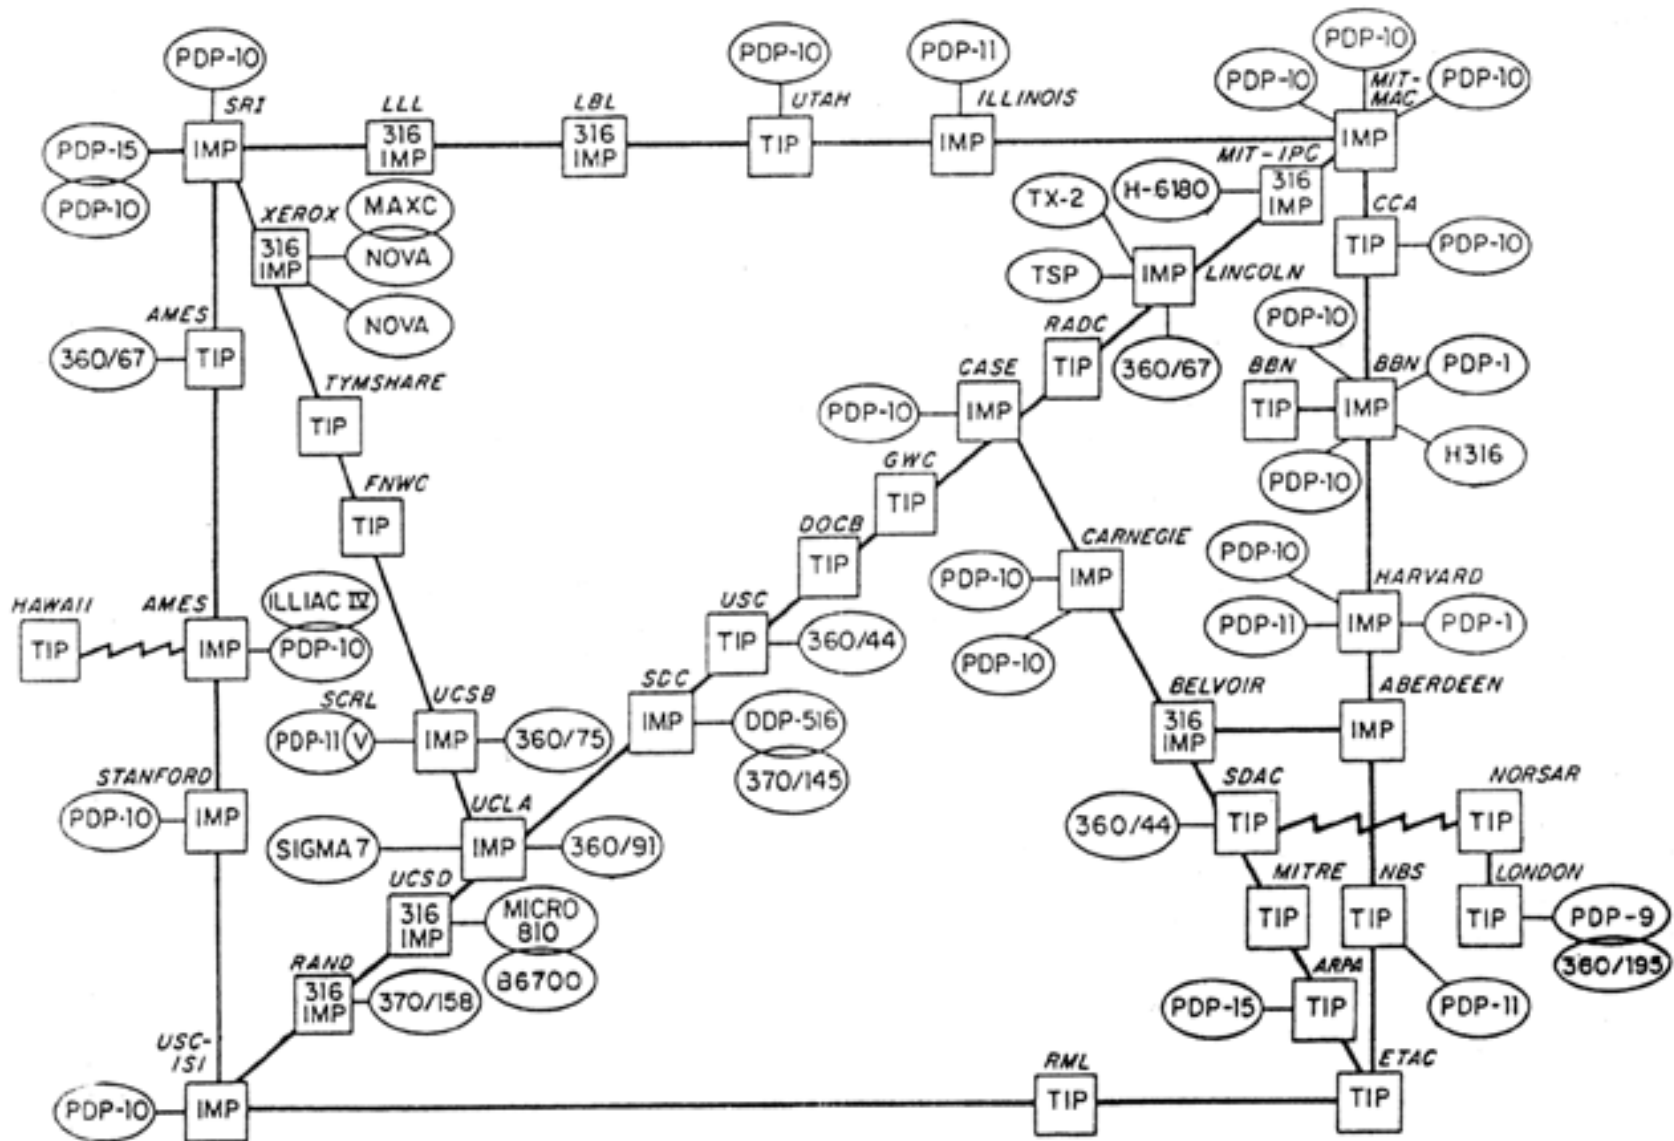 PDP-10
SRI
PDP-15
IMP
PDP-10
LLL
316
IMP
LBL
316
IMP
PDP-10
UTAH
TIP
PDP-11
ILLINOIS
IMP
PDP-10
PDP-10
MIT-
MAC
PDP-10
IMP
MIT-IPC
H-6180
316
IMP
TX-2
TSP
IMP
LINCOLN
360/67
CCA
TIP
PDP-10
XEROX
316
IMP
MAXC
NOVA
NOVA
AMES
360/67
TIP
TYMSHARE
TIP
FNWC
TIP
RADC
TIP
CASE
PDP-10
IMP
GWC
TIP
DOCB
TIP
USC
TIP
360/44
SDC
IMP
DDP-516
370/145
PDP-10
BBN
TIP
BBN
IMP
PDP-1
H316
PDP-10
CARNEGIE
PDP-10
IMP
PDP-10
PDP-10
HARVARD
PDP-11
IMP
PDP-1
HAWAII
TIP
AMES
IMP
ILLIAC IV
PDP-10
SCRL
PDP-11 V
UCSB
IMP
360/75
STANFORD
PDP-10
IMP
UCLA
SIGMA 7
IMP
360/91
UCSD
316
IMP
MICRO
810
B6700
RAND
316
IMP
370/158
USC-
ISI
PDP-10
IMP
BELVOIR
316
IMP
ABERDEEN
IMP
SDAC
360/44
TIP
NORSAR
TIP
MITRE
TIP
NBS
TIP
LONDON
TIP
PDP-9
360/195
ARPA
PDP-15
TIP
PDP-11
RML
TIP
ETAC
TIP